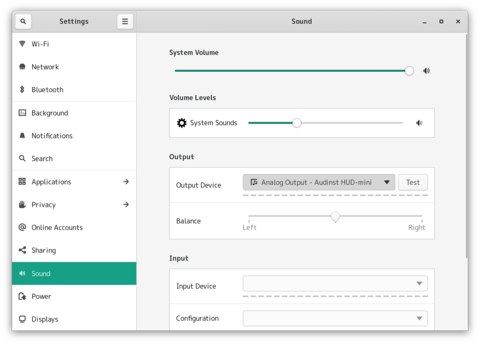 Settings
Sound
Wi-Fi
Network
Bluetooth
Background
Notifications
Search
Applications
Privacy
Online Accounts
Sharing
Sound
Power
Displays
System Volume
Volume Levels
System Sounds
Output
Output Device
Analog Output - Audinst HUD-mini
Test
Balance
Left
Right
Input
Input Device
Configuration